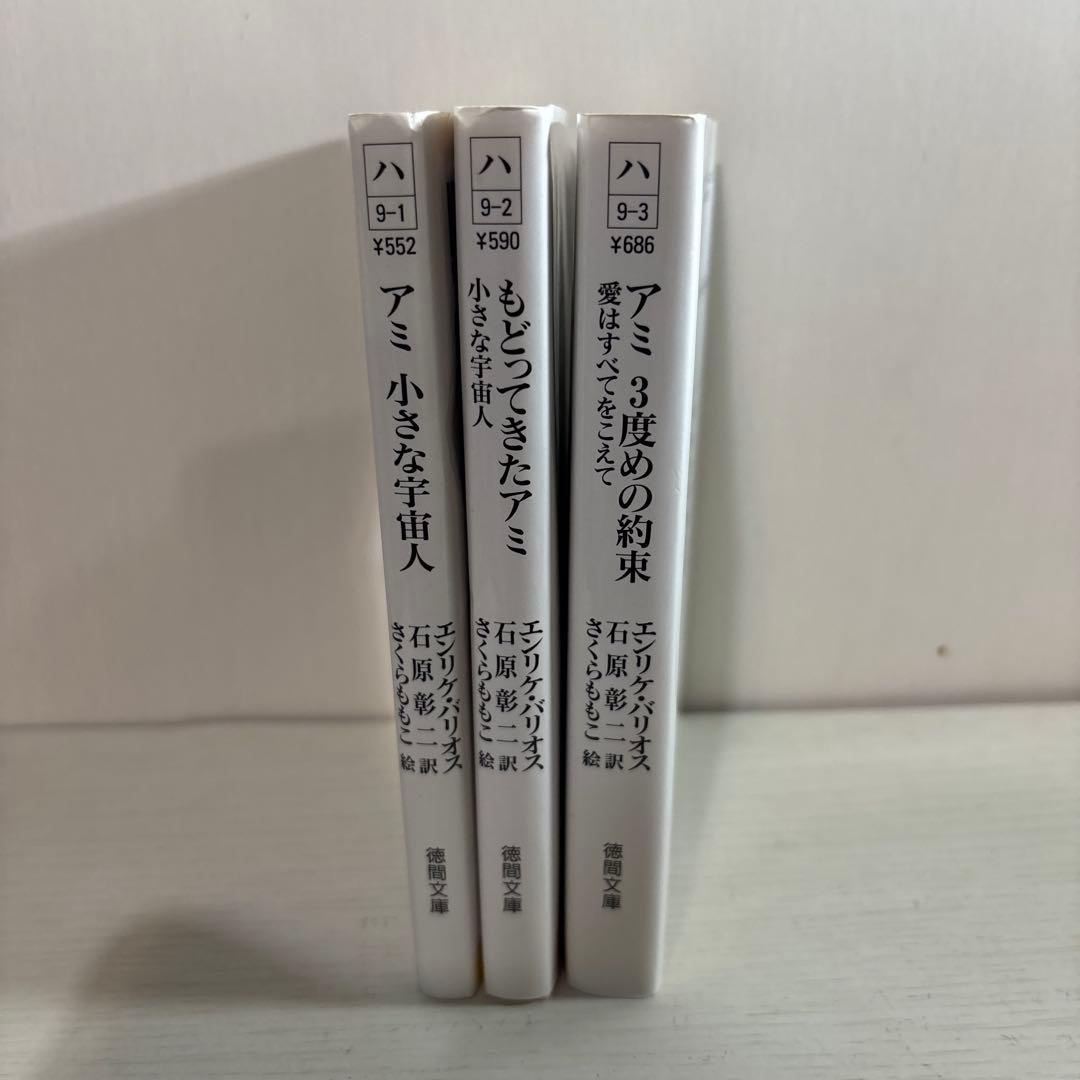 ハ
9-1
¥552
アミ 小さな宇宙人
エンリケ・バリオス
石原彰二 訳
さくらももこ 絵
徳間文庫
ハ
9-2
¥590
もどってきたアミ
小さな宇宙人
エンリケ・バリオス
石原彰二 訳
さくらももこ 絵
徳間文庫
ハ
9-3
¥686
アミ 3度めの約束
愛はすべてをこえて
エンリケ・バリオス
石原彰二 訳
さくらももこ 絵
徳間文庫